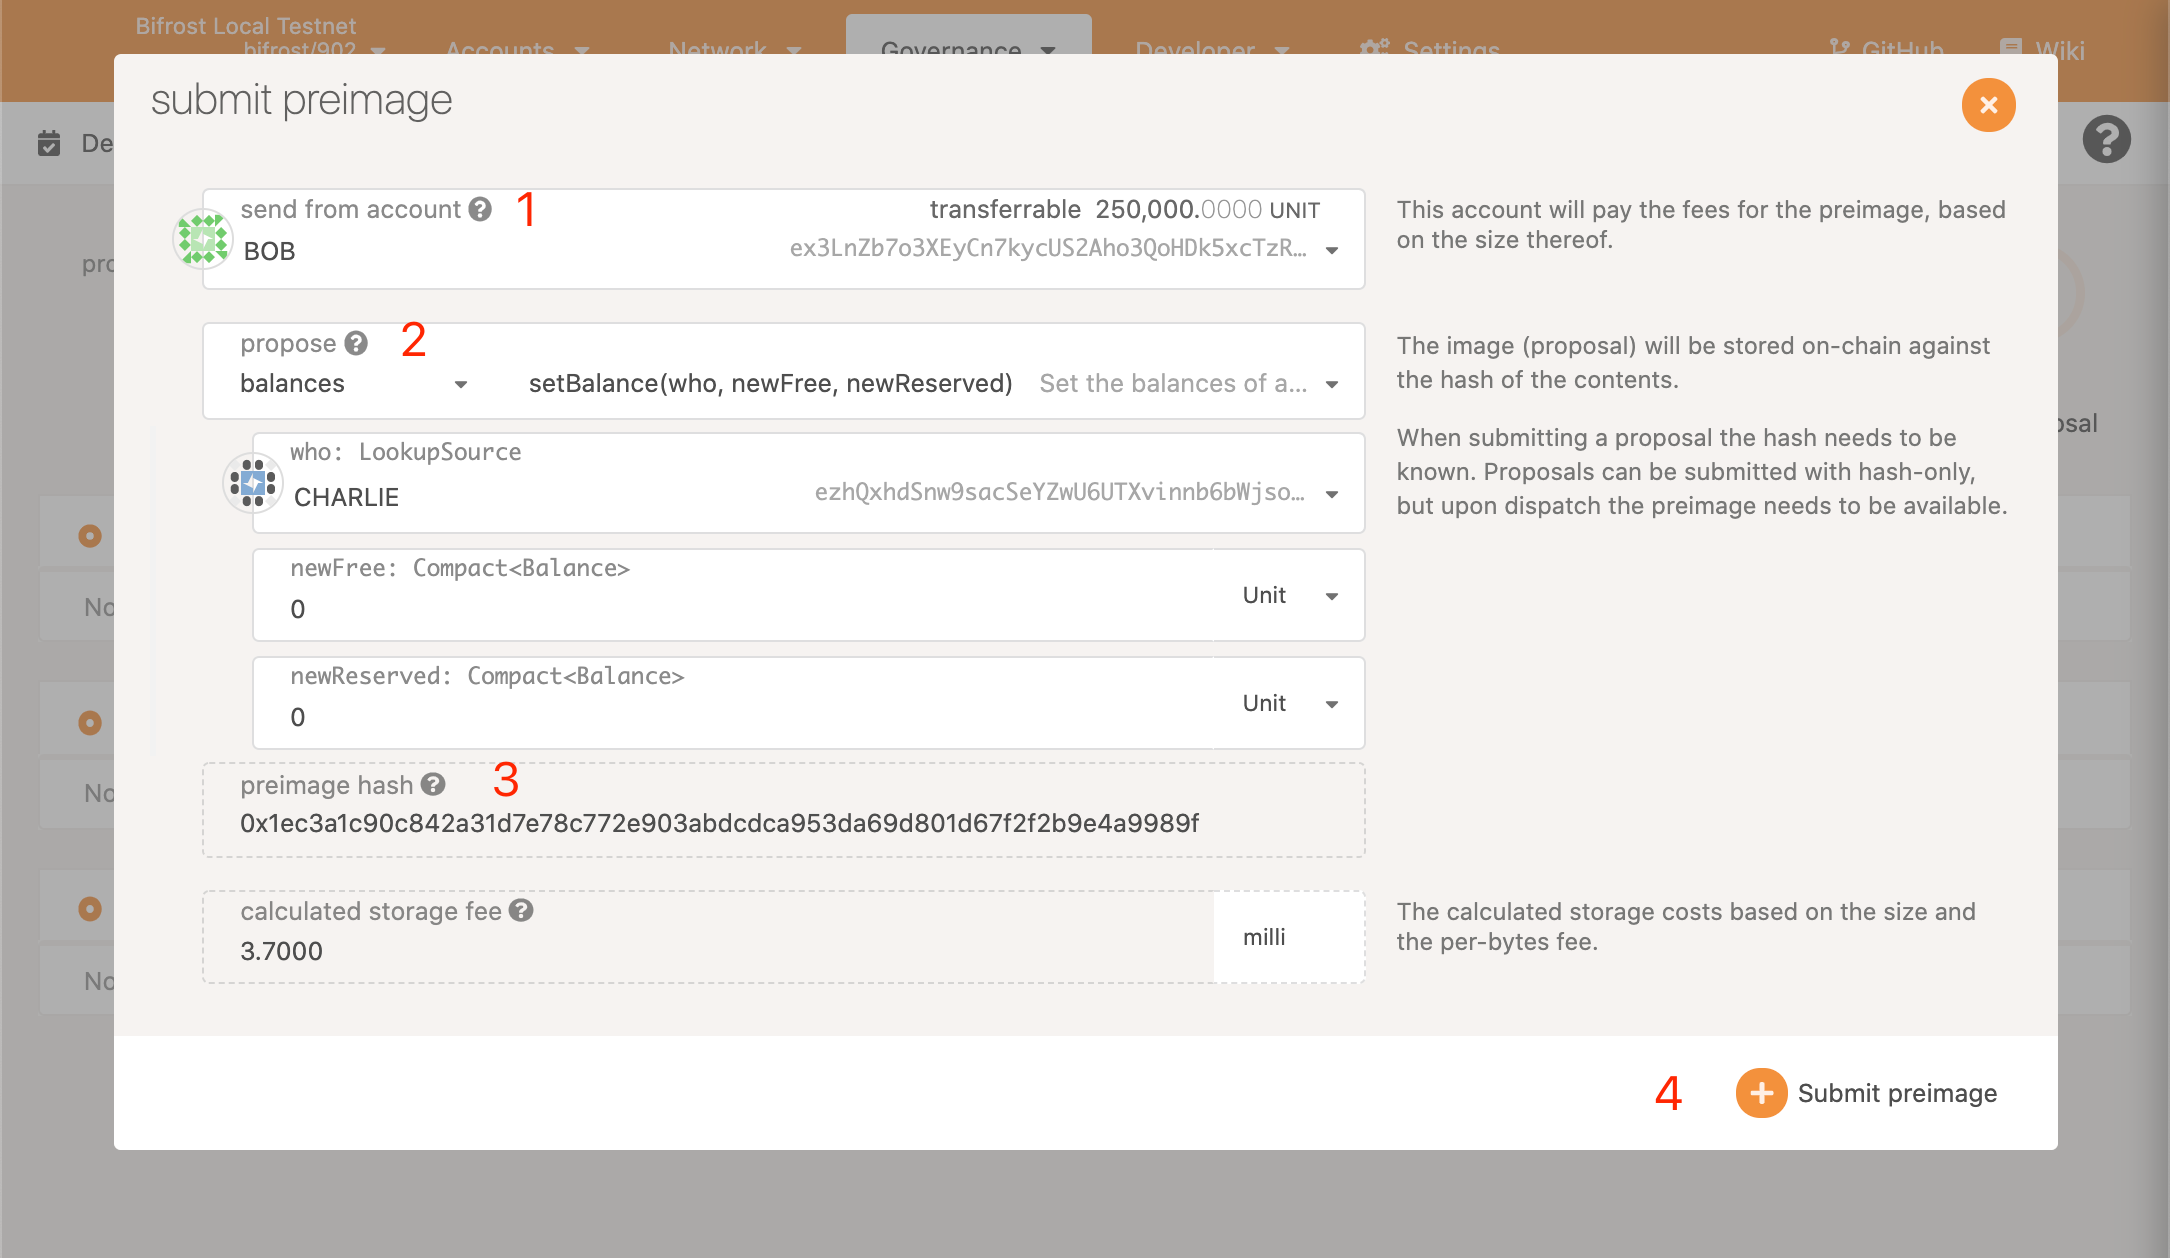 Bifrost Local Testnet
bifrost/902
Accounts
Network
Governance
Developer
Settings
GitHub
Wiki
submit preimage
send from account
1
transferrable 250,000.0000 UNIT
BOB
ex3LnZb7o3XEyCn7kycUS2Aho3QoHDk5xcTzR...
This account will pay the fees for the preimage, based
on the size thereof.
propose
2
balances
setBalance(who, newFree, newReserved) Set the balances of a...
The image (proposal) will be stored on-chain against
the hash of the contents.
When submitting a proposal the hash needs to be
known. Proposals can be submitted with hash-only,
but upon dispatch the preimage needs to be available.
who: LookupSource
CHARLIE
ezhQxhdSnw9sacSeYZwU6UTXvinnb6bWjso...
newFree: Compact<Balance>
0
Unit
newReserved: Compact<Balance>
0
Unit
preimage hash
3
0x1ec3a1c90c842a31d7e78c772e903abdcdca953da69d801d67f2f2b9e4a9989f
calculated storage fee
3.7000
milli
The calculated storage costs based on the size and
the per-bytes fee.
4
Submit preimage